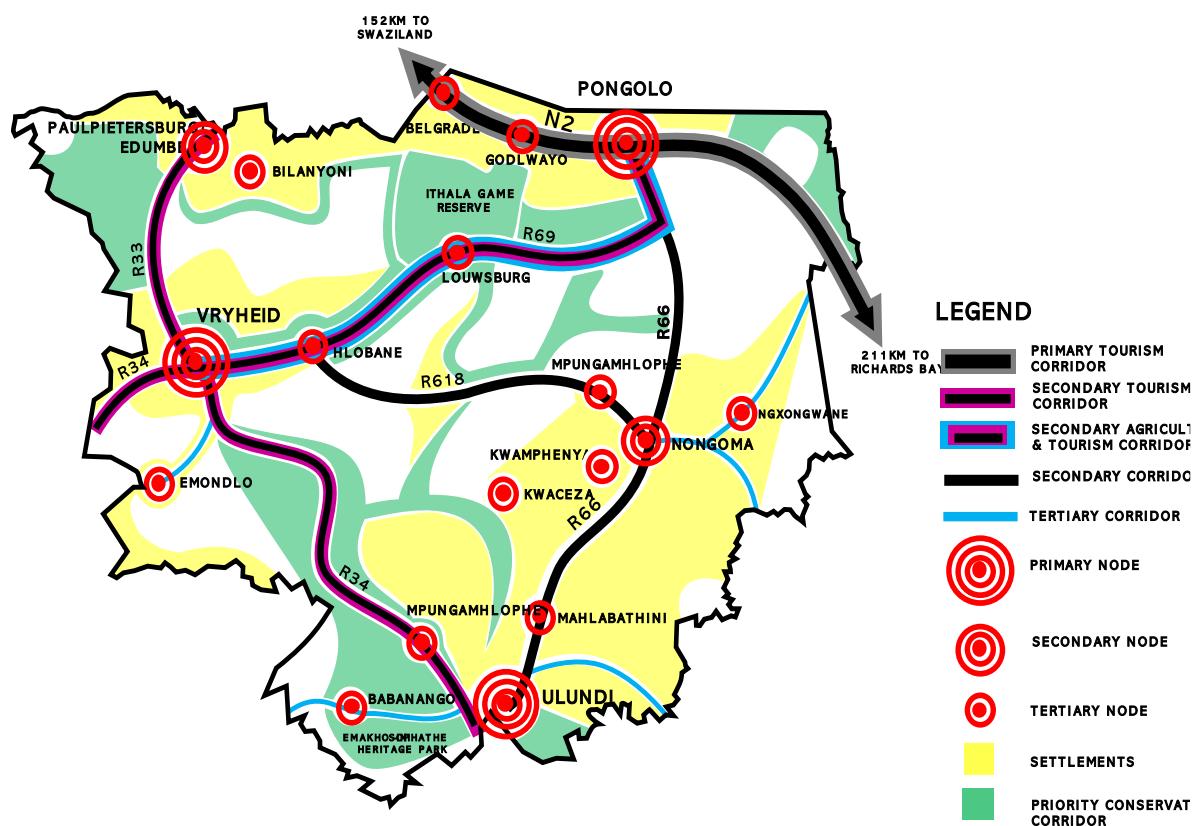 152KM TO
SWAZILAND
PONGOLO
N2
PAULPIETERSBURG
EDUMBE
BELGRADE
GODLWAYO
BILANYONI
ITHALA GAME
RESERVE
R69
R33
LOUWSBURG
VRYHEID
HLOBANE
R66
LEGEND
211KM TO
RICHARDS BAY
PRIMARY TOURISM
CORRIDOR
R34
MPUNGAMHLOPHE
R618
SECONDARY TOURISM
CORRIDOR
NGXONGWANE
NONGOMA
SECONDARY AGRICULT
& TOURISM CORRIDOR
KWAMPHENYA
SECONDARY CORRIDO
EMONDLO
KWACEZA
R66
TERTIARY CORRIDOR
R34
PRIMARY NODE
MPUNGAMHLOPHE
MAHLABATHINI
SECONDARY NODE
BABANANGO
ULUNDI
TERTIARY NODE
HERITAGE PARK
SETTLEMENTS
PRIORITY CONSERVAT
CORRIDOR